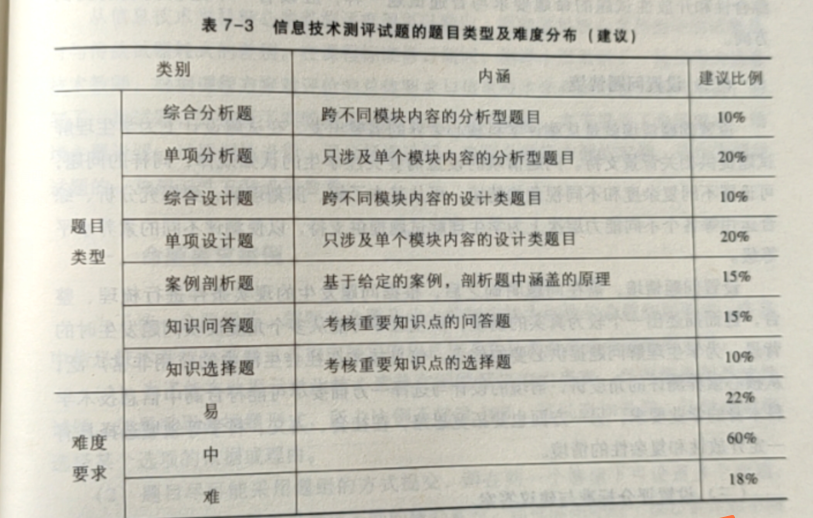 表 7-3 信息技术测评试题的题目类型及难度分布（建议）
类别 内涵 建议比例
题目类型
综合分析题 跨不同模块内容的分析型题目 10%
单项分析题 只涉及单个模块内容的分析型题目 20%
综合设计题 跨不同模块内容的设计类题目 10%
单项设计题 只涉及单个模块内容的设计类题目 20%
案例剖析题 基于给定的案例，剖析题中涵盖的原理 15%
知识问答题 考核重要知识点的问答题 15%
知识选择题 考核重要知识点的选择题 10%
难度要求
易 22%
中 60%
难 18%